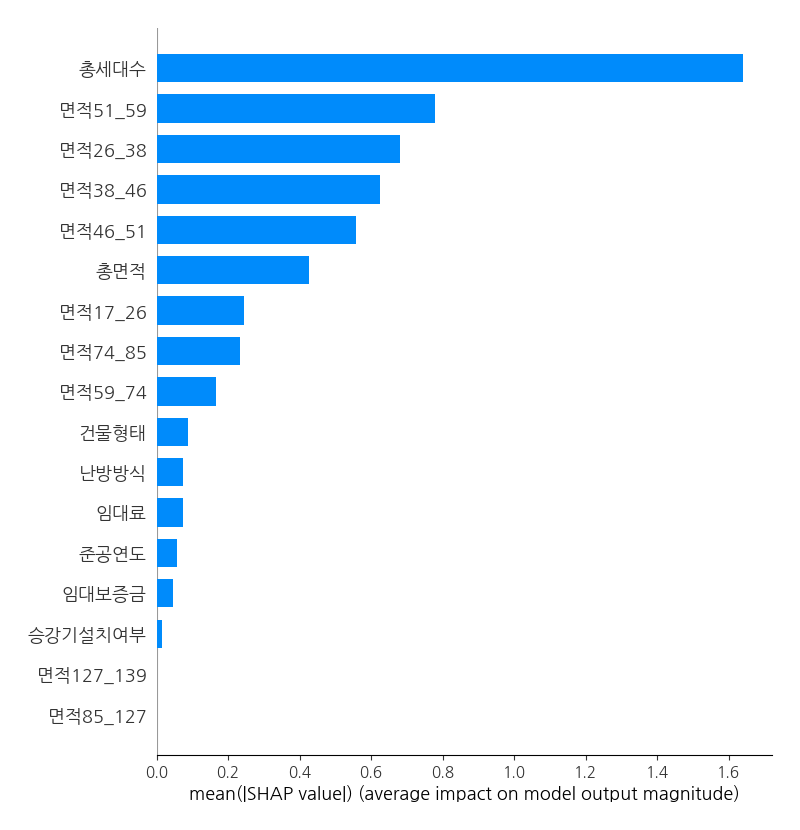 총세대수
면적51_59
면적26_38
면적38_46
면적46_51
총면적
면적17_26
면적74_85
면적59_74
건물형태
난방방식
임대료
준공연도
임대보증금
승강기설치여부
면적127_139
면적85_127
0.0 0.2 0.4 0.6 0.8 1.0 1.2 1.4 1.6
mean(|SHAP value|) (average impact on model output magnitude)